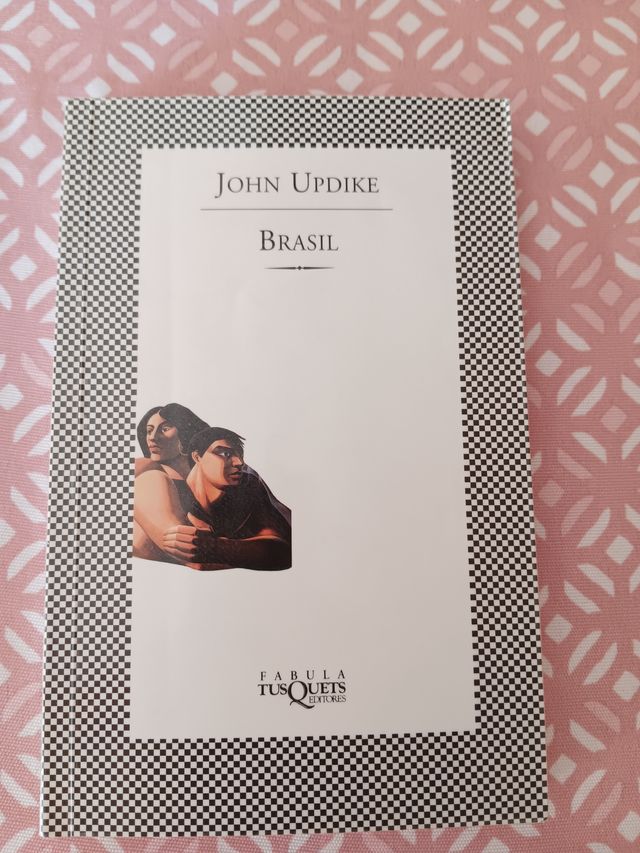 JOHN UPDIKE
BRASIL
FABULA
TUSQUETS
EDITORES